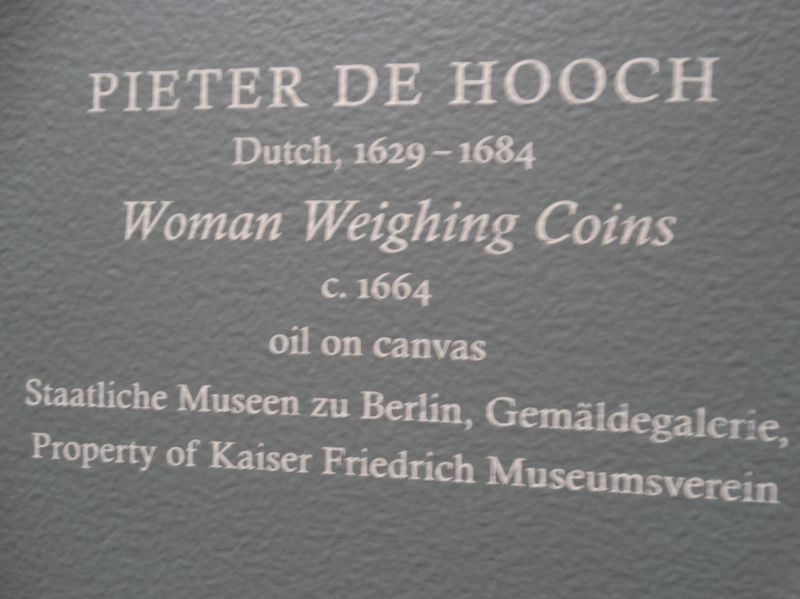 PIETER DE HOOCH
Dutch, 1629 – 1684
Woman Weighing Coins
c. 1664
oil on canvas
Staatliche Museen zu Berlin, Gemäldegalerie,
Property of Kaiser Friedrich Museumsverein